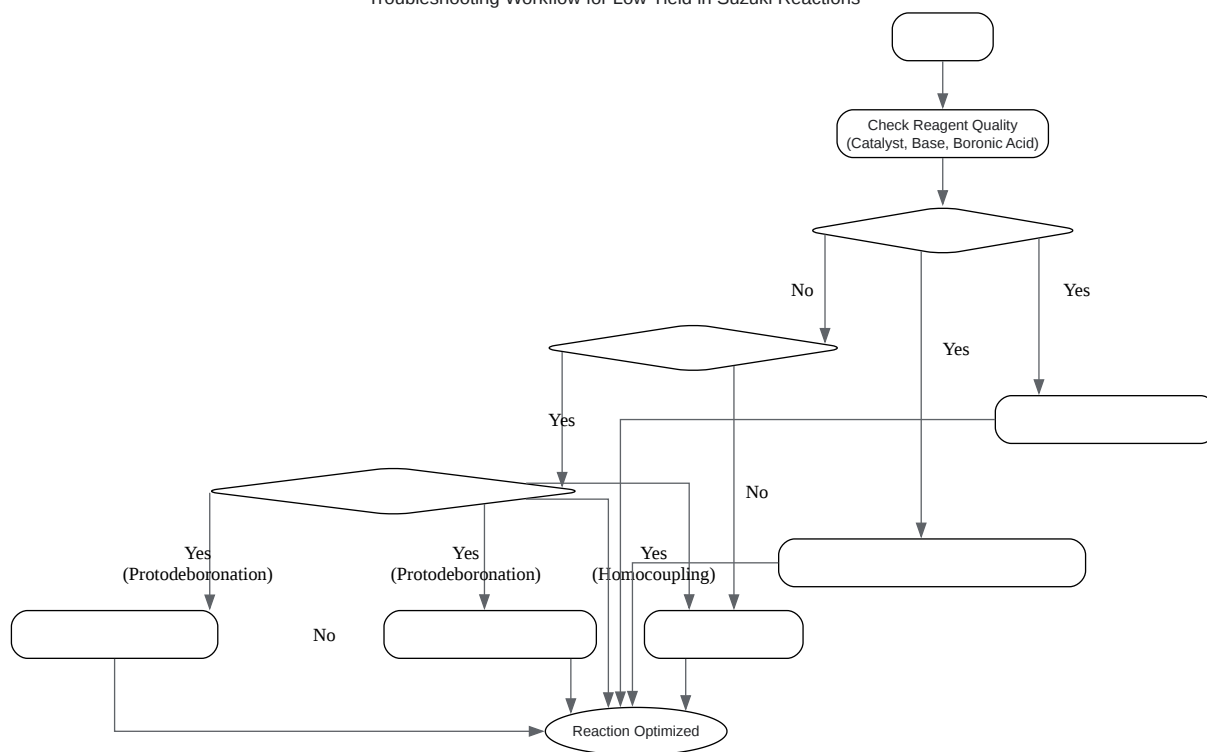 Troubleshooting Workflow for Low Yield in Suzuki Reactions
Check Reagent Quality
(Catalyst, Base, Boronic Acid)
No
Yes
Yes
Yes
No
Yes
(Protodeboronation)
Yes
(Protodeboronation)
Yes
(Homocoupling)
No
Reaction Optimized